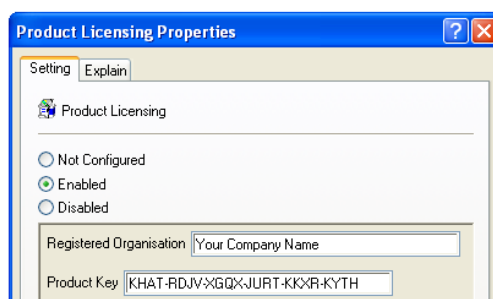 Product Licensing Properties
Setting Explain
Product Licensing
Not Configured
Enabled
Disabled
Registered Organisation Your Company Name
Product Key KHAT-RDJV-XGQX-JURT-KKXR-KYTH